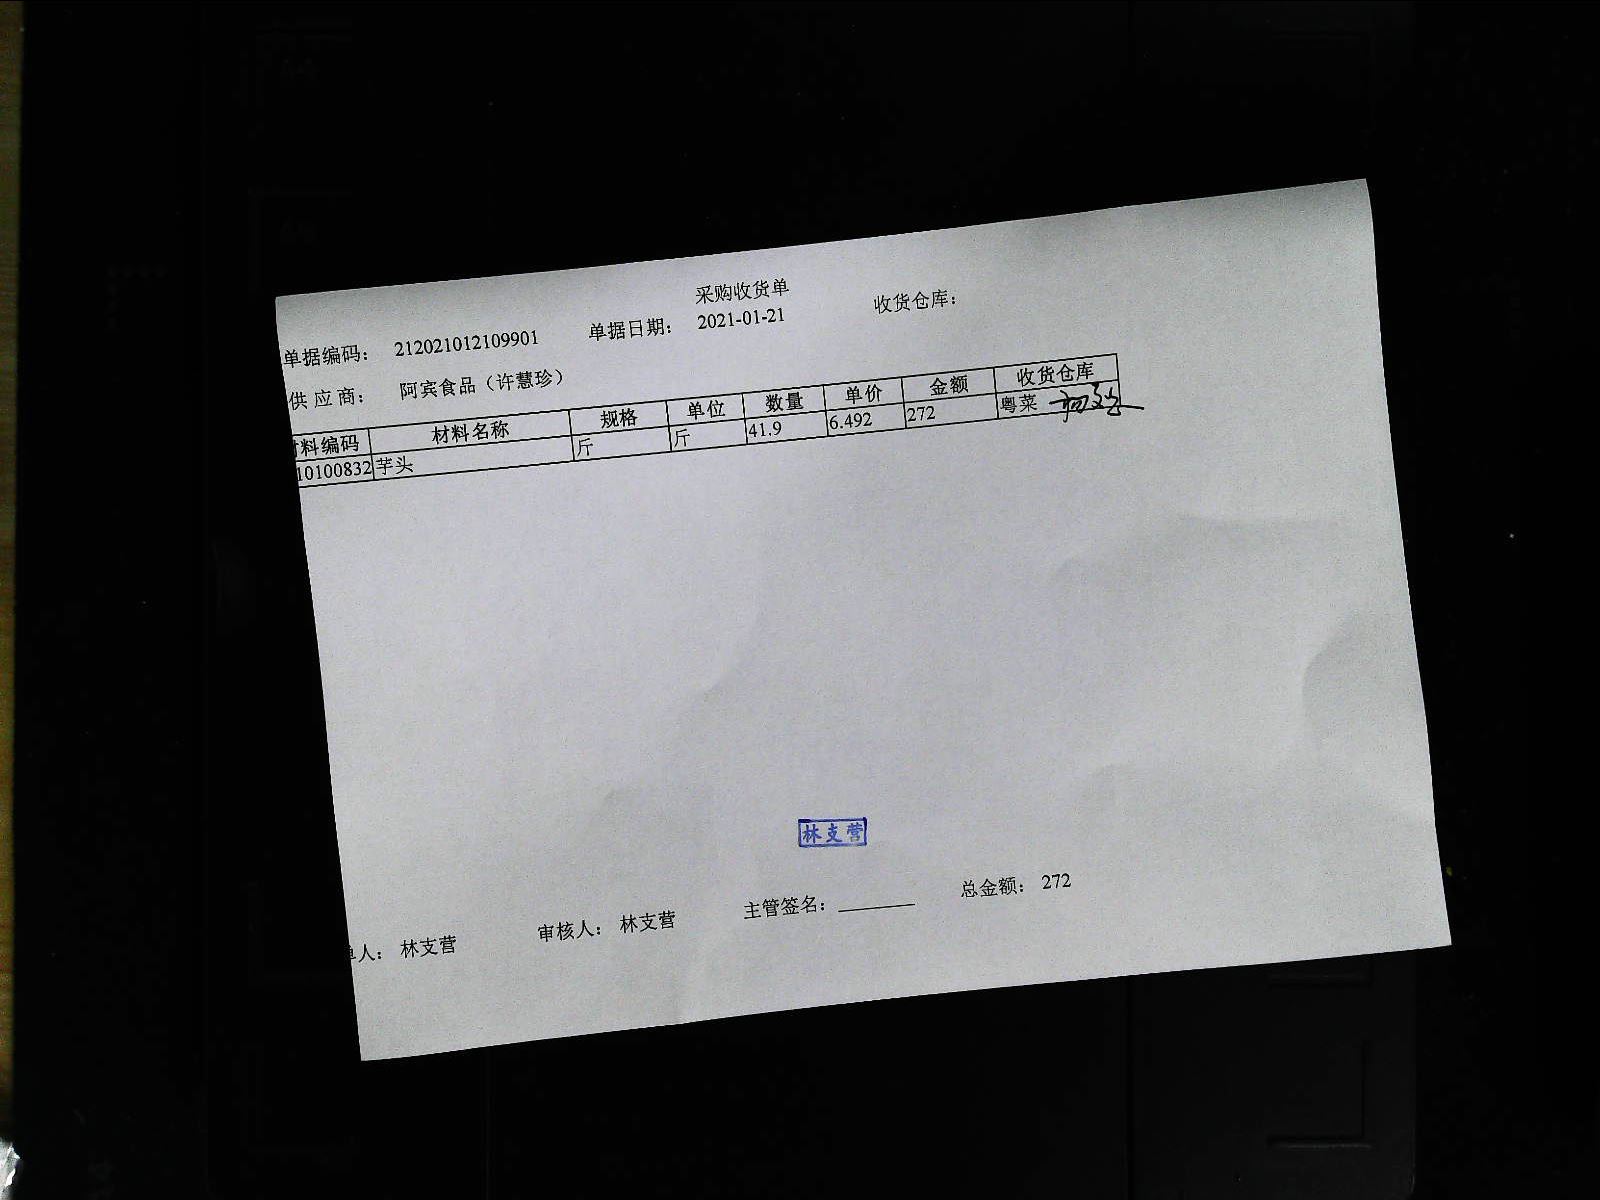 采购收货单
单据编码： 212021012109901 单据日期： 2021-01-21 收货仓库：
供应商： 阿宾食品（许慧珍）
料编码 材料名称 规格 单位 数量 单价 金额 收货仓库
10100832 芋头 斤 斤 41.9 6.492 272 粤菜
林支营
单人： 林支营 审核人： 林支营 主管签名： 总金额： 272